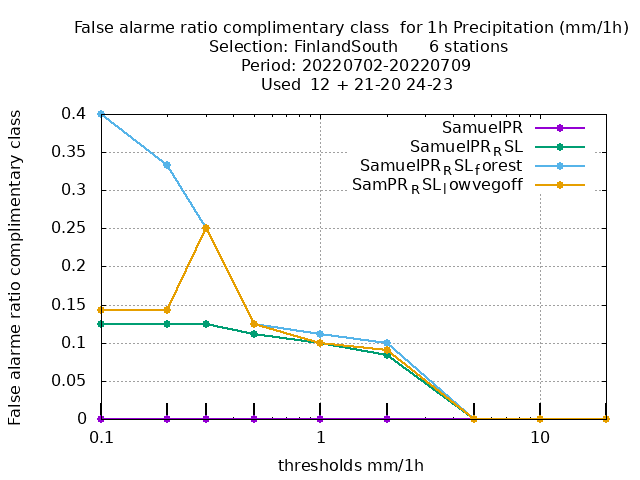 False alarme ratio complimentary class  for 1h Precipitation (mm/1h)
Selection: FinlandSouth      6 stations
Period: 20220702-20220709
Used  12 + 21-20 24-23
False alarme ratio complimentary class
0.4
0.35
0.3
0.25
0.2
0.15
0.1
0.05
0
SamuelPR
SamuelPR_RSL
SamuelPR_RSL_forest
SamPR_RSL_lowvegoff
0.1
1
10
thresholds mm/1h